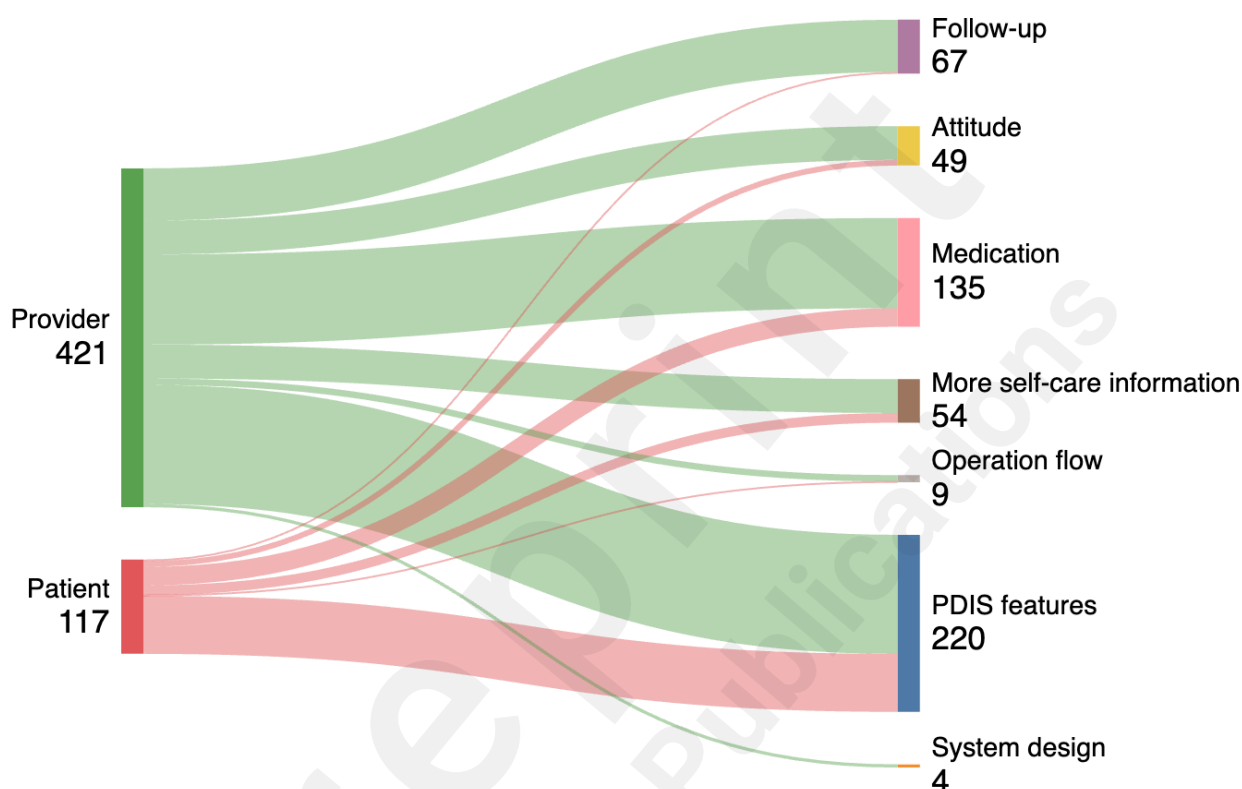 Follow-up
67
Attitude
49
Medication
135
Provider
421
More self-care information
54
Operation flow
9
Patient
117
PDIS features
220
System design
4
eprint
Publications